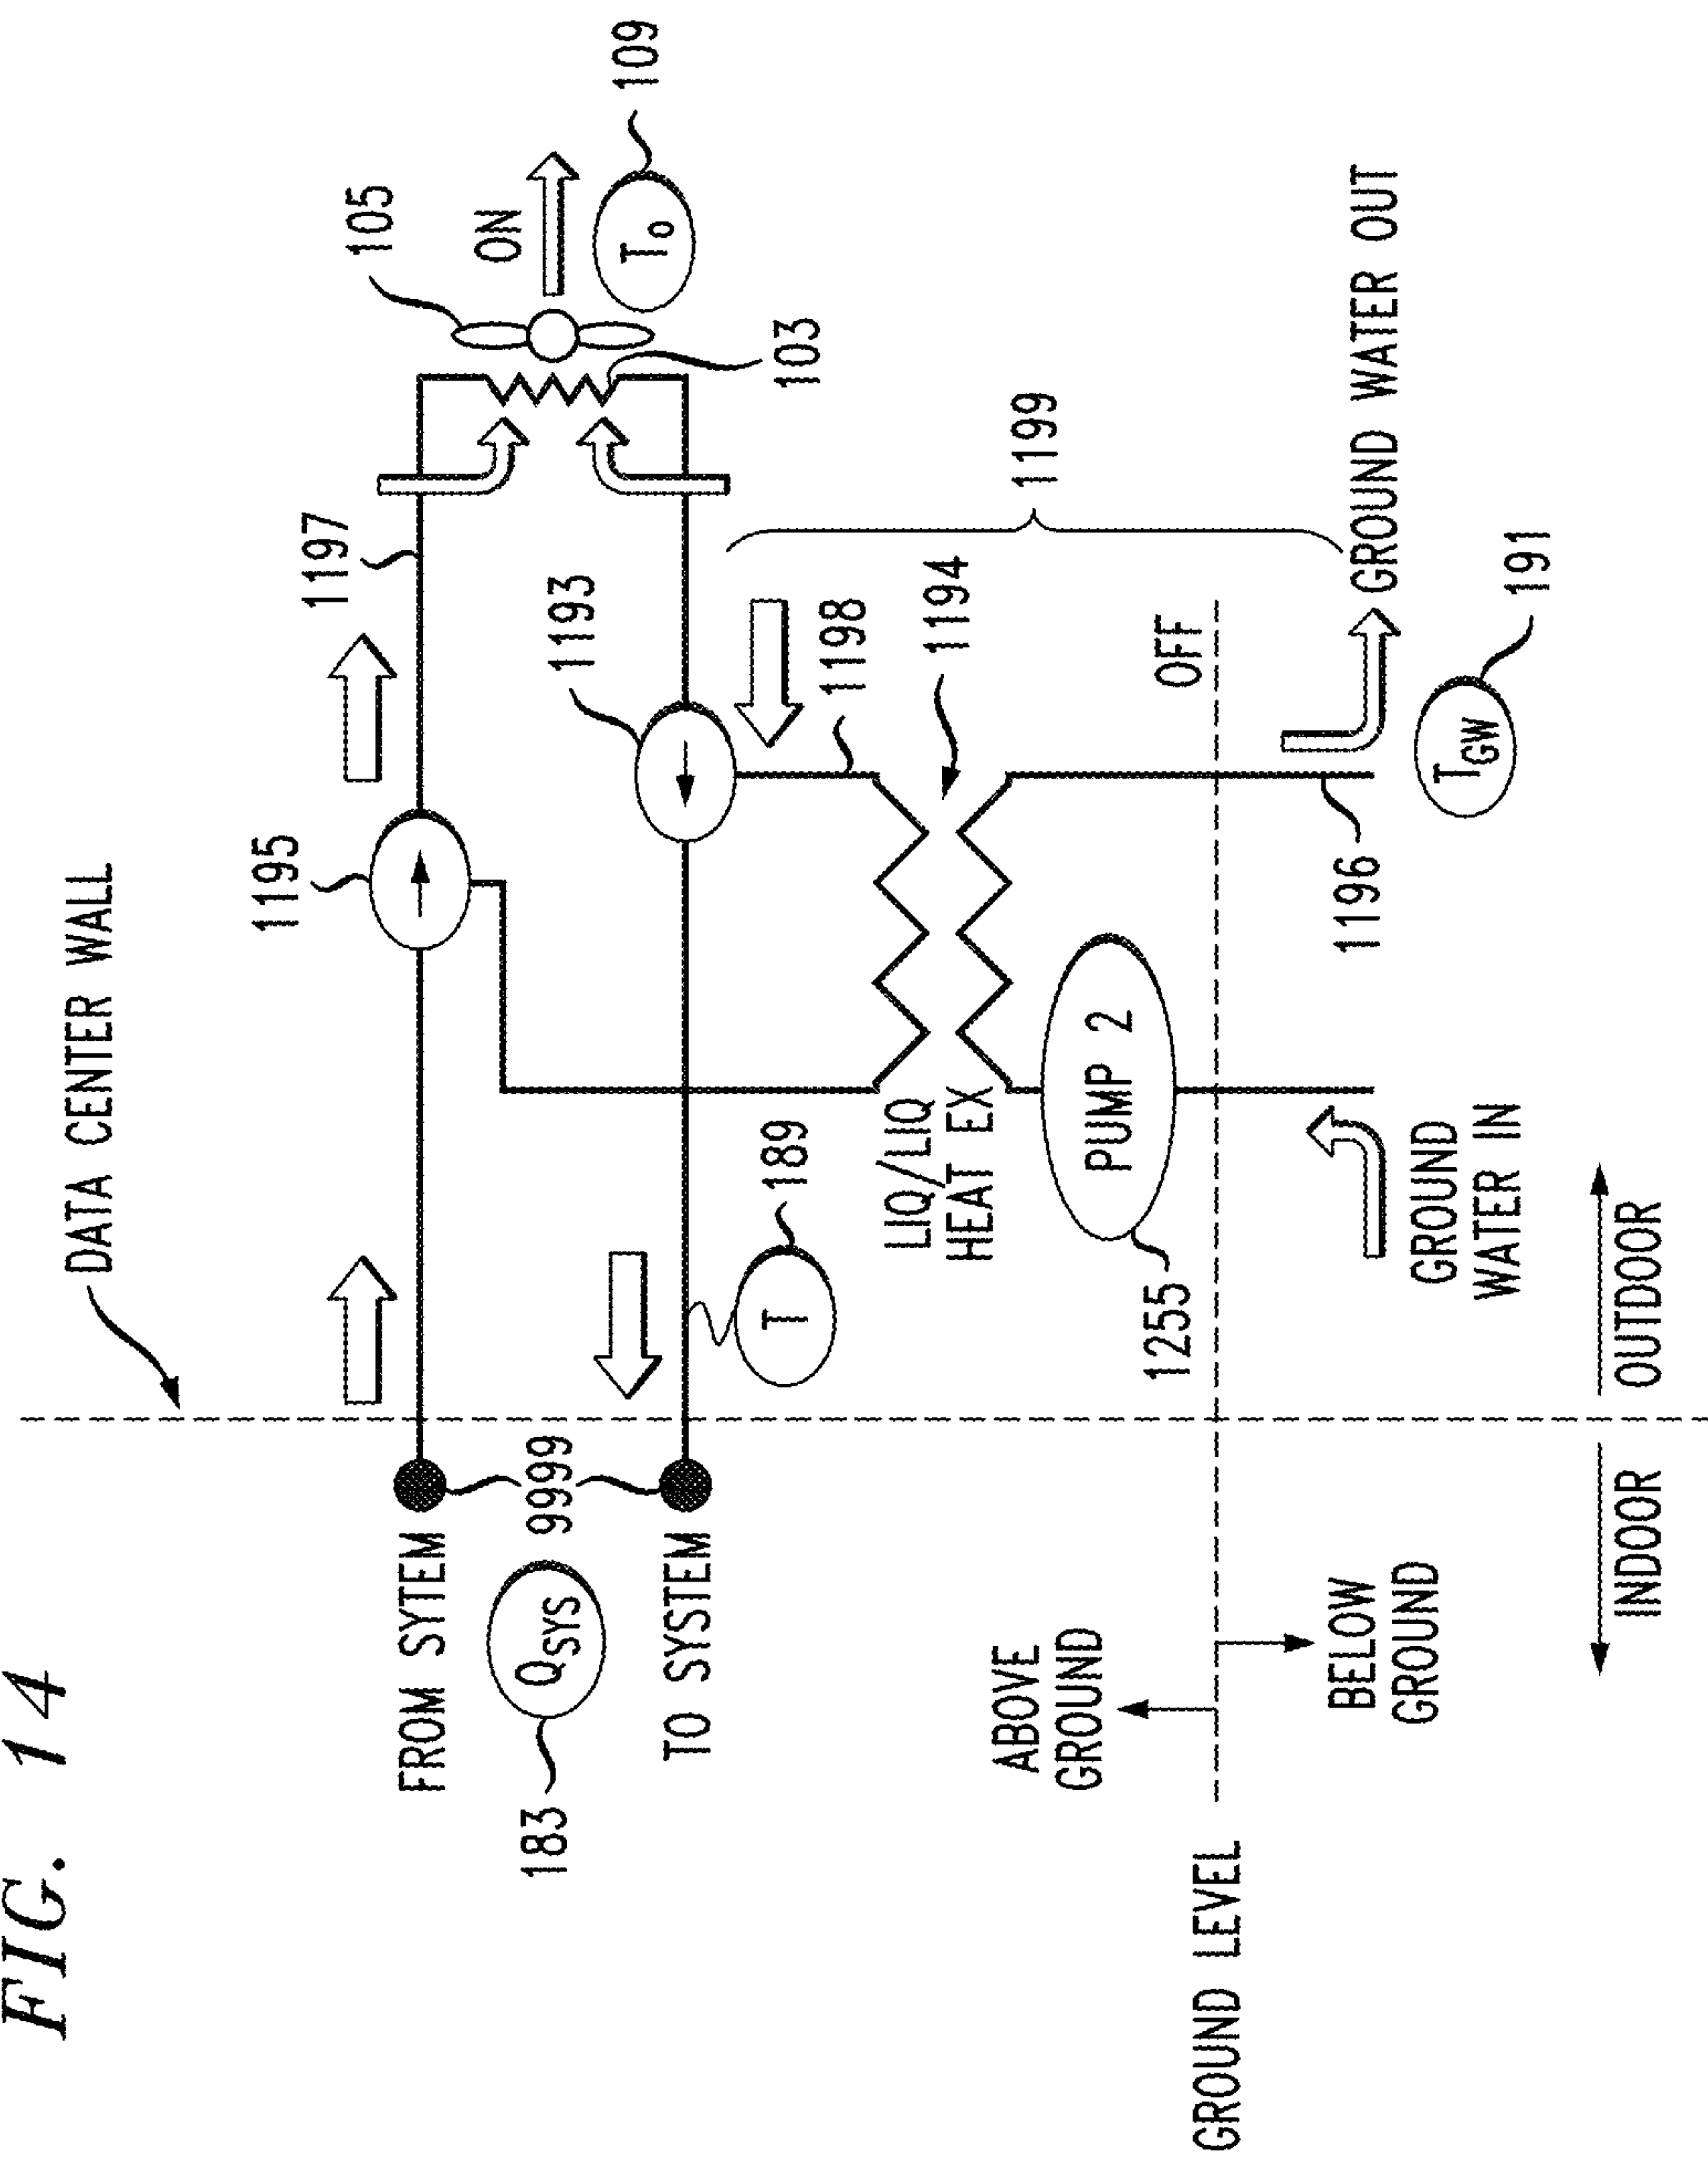 FIG. 14
DATA CENTER WALL
1195
1197
105
ON
109
T0
103
FROM SYTEM
9999
QSYS
183
TO SYSTEM
189
T
1193
1198
1194
1199
LIQ/LIQ
HEAT EX
PUMP 2
1255
OFF
ABOVE
GROUND
GROUND LEVEL
BELOW
GROUND
GROUND
WATER IN
1196
GROUND WATER OUT
TGW
191
INDOOR
OUTDOOR